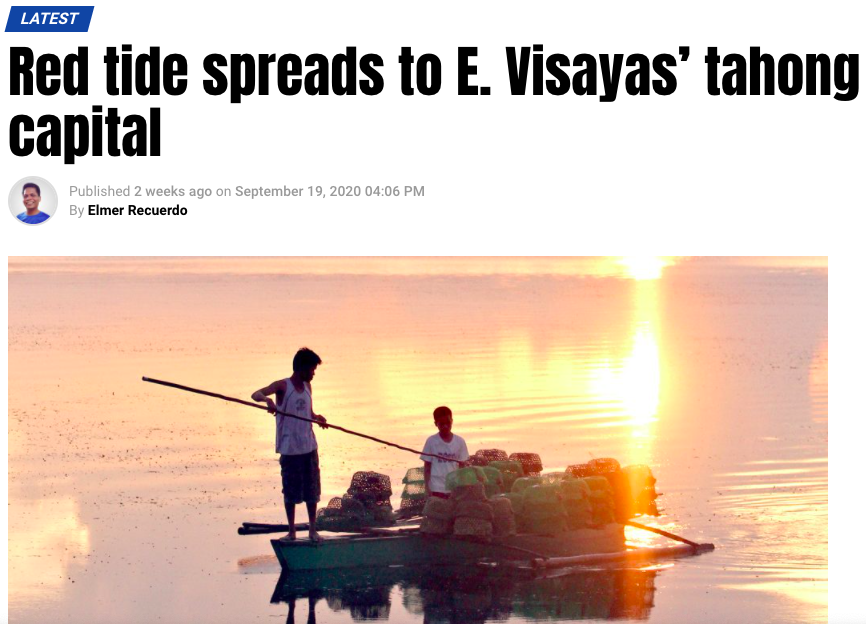 LATEST
Red tide spreads to E. Visayas’ tahong
capital
Published 2 weeks ago on September 19, 2020 04:06 PM
By Elmer Recuerdo